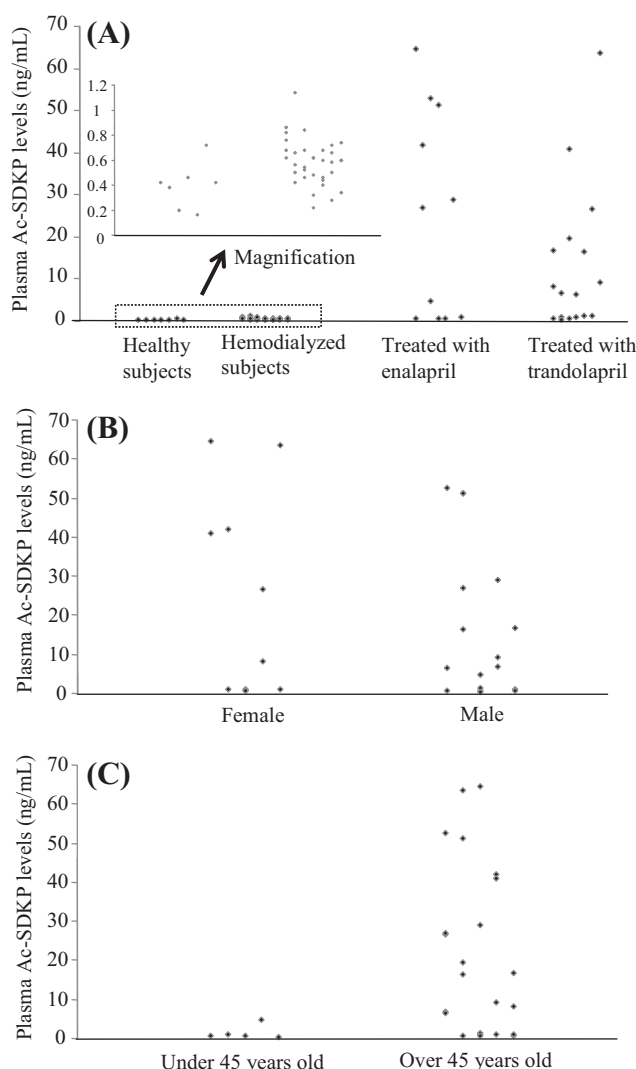 (A)
Plasma Ac-SDKP levels (ng/mL)
70
60
50
40
30
20
10
0
1.2
1
0.8
0.6
0.4
0.2
0
Magnification
Healthy
subjects
Hemodialyzed
subjects
Treated with
enalapril
Treated with
trandolapril
(B)
Plasma Ac-SDKP levels (ng/mL)
70
60
50
40
30
20
10
0
Female
Male
(C)
Plasma Ac-SDKP levels (ng/mL)
70
60
50
40
30
20
10
0
Under 45 years old
Over 45 years old